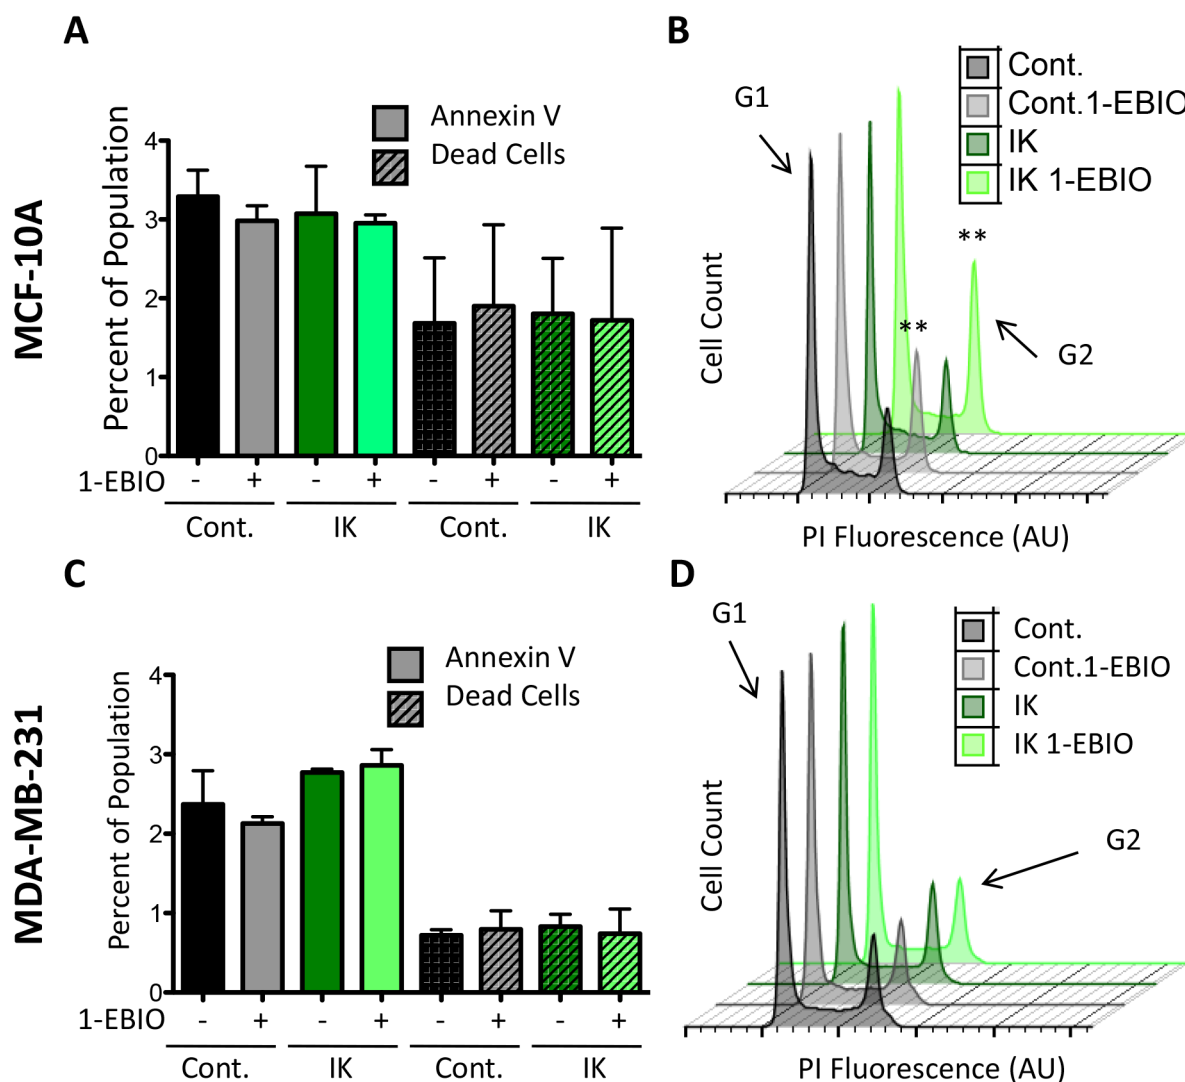 A
MCF-10A
Percent of Population
4
3
2
1
0
Annexin V
Dead Cells
1-EBIO - + - + - + - +
Cont. IK Cont. IK
B
G1
Cont.
Cont.1-EBIO
IK
IK 1-EBIO
**
**
G2
Cell Count
PI Fluorescence (AU)
C
MDA-MB-231
Percent of Population
4
3
2
1
0
Annexin V
Dead Cells
1-EBIO - + - + - + - +
Cont. IK Cont. IK
D
G1
Cont.
Cont.1-EBIO
IK
IK 1-EBIO
G2
Cell Count
PI Fluorescence (AU)